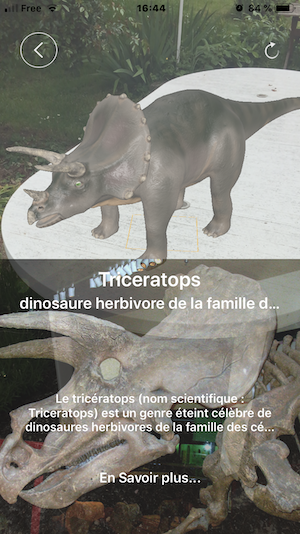 Free 16:44 84 %
Triceratops
dinosaure herbivore de la famille d...
Le tricératops (nom scientifique :
Triceratops) est un genre éteint célèbre de
dinosaures herbivores de la famille des cé...
En Savoir plus...